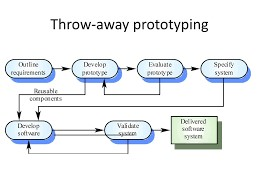 Throw-away prototyping
Outline
requirements
Develop
prototype
Evaluate
prototype
Specify
system
Reusable
components
Develop
software
Validate
system
Delivered
software
system